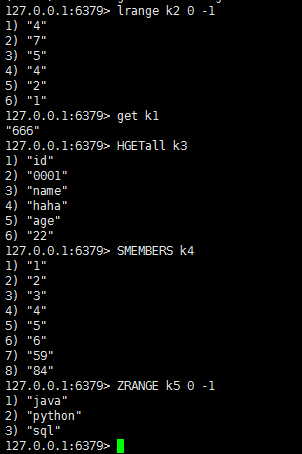 127.0.0.1:6379> lrange k2 0 -1
1) "4"
2) "7"
3) "5"
4) "4"
5) "2"
6) "1"
127.0.0.1:6379> get k1
"666"
127.0.0.1:6379> HGETall k3
1) "id"
2) "0001"
3) "name"
4) "haha"
5) "age"
6) "22"
127.0.0.1:6379> SMEMBERS k4
1) "1"
2) "2"
3) "3"
4) "4"
5) "5"
6) "6"
7) "59"
8) "84"
127.0.0.1:6379> ZRANGE k5 0 -1
1) "java"
2) "python"
3) "sql"
127.0.0.1:6379>